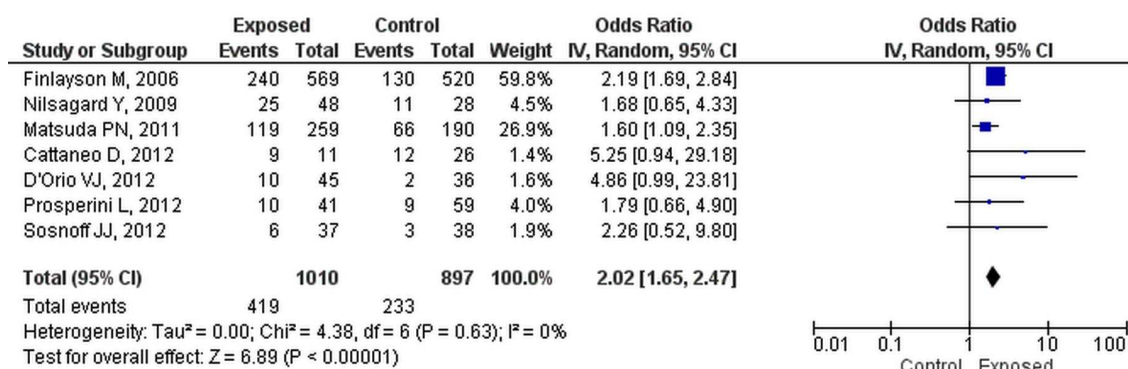 Exposed Control Odds Ratio Odds Ratio
Study or Subgroup Events Total Events Total Weight IV, Random, 95% CI IV, Random, 95% CI
Finlayson M, 2006 240 569 130 520 59.8% 2.19 [1.69, 2.84]
Nilsagard Y, 2009 25 48 11 28 4.5% 1.68 [0.65, 4.33]
Matsuda PN, 2011 119 259 66 190 26.9% 1.60 [1.09, 2.35]
Cattaneo D, 2012 9 11 12 26 1.4% 5.25 [0.94, 29.18]
D'Orio VJ, 2012 10 45 2 36 1.6% 4.86 [0.99, 23.81]
Prosperini L, 2012 10 41 9 59 4.0% 1.79 [0.66, 4.90]
Sosnoff JJ, 2012 6 37 3 38 1.9% 2.26 [0.52, 9.80]
Total (95% CI) 1010 897 100.0% 2.02 [1.65, 2.47]
Total events 419 233
Heterogeneity: Tau² = 0.00; Chi² = 4.38, df = 6 (P = 0.63); I² = 0%
Test for overall effect: Z = 6.89 (P < 0.00001)
0.01 0.1 1 10 100
Control Exposed